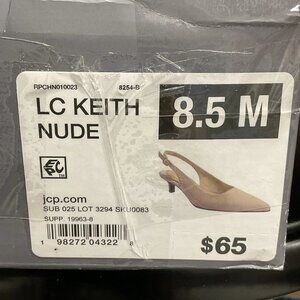 RPCHN010023 8254-B
LC KEITH
NUDE
8.5 M
jcp.com
SUB 025 LOT 3294 SKU0083
SUPP. 19963-8
$65
1 98272 04322 8